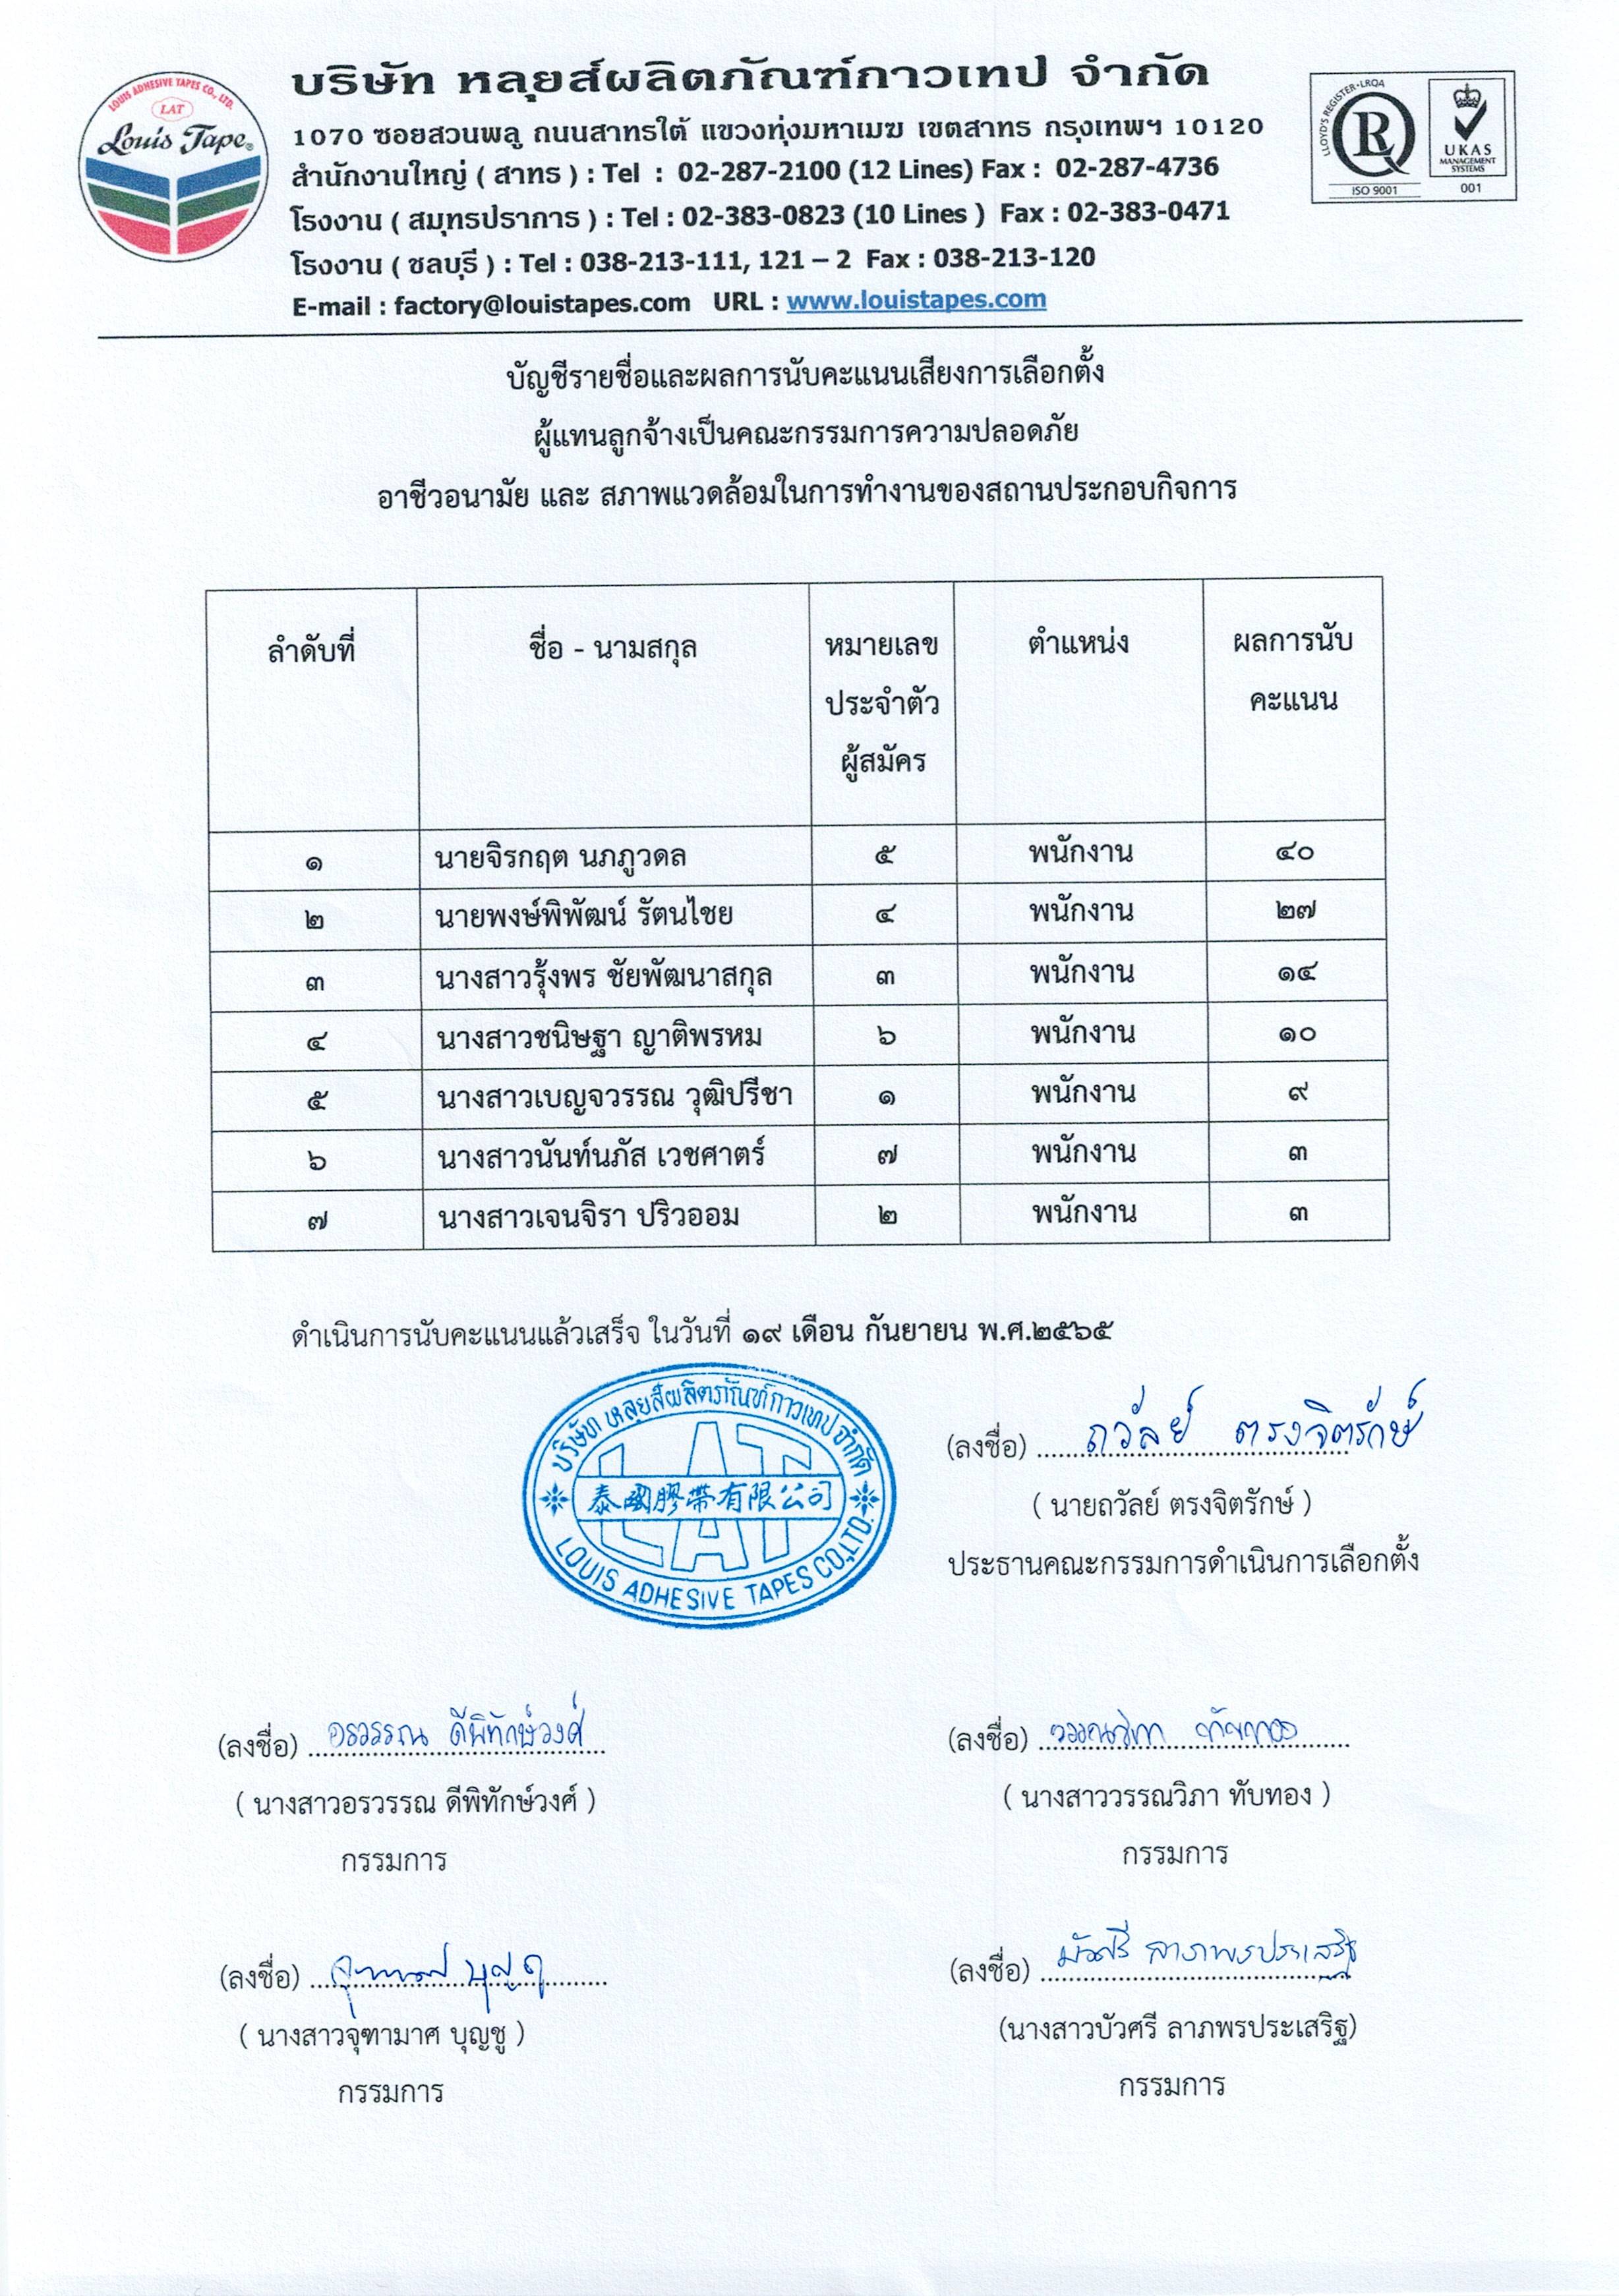 LOUIS ADHESIVE TAPES CO., LTD.
LAT
Louis Tape®
บริษัท หลุยส์ผลิตภัณฑ์กาวเทป จำกัด
1070 ซอยสวนพลู ถนนสาทรใต้ แขวงทุ่งมหาเมฆ เขตสาทร กรุงเทพฯ 10120
สำนักงานใหญ่ ( สาทร ) : Tel : 02-287-2100 (12 Lines) Fax : 02-287-4736
โรงงาน ( สมุทรปราการ ) : Tel : 02-383-0823 (10 Lines ) Fax : 02-383-0471
โรงงาน ( ชลบุรี ) : Tel : 038-213-111, 121 – 2 Fax : 038-213-120
E-mail : factory@louistapes.com URL : www.louistapes.com
LLOYD'S REGISTER•LRQA
R
ISO 9001
UKAS
MANAGEMENT
SYSTEMS
001
บัญชีรายชื่อและผลการนับคะแนนเสียงการเลือกตั้ง
ผู้แทนลูกจ้างเป็นคณะกรรมการความปลอดภัย
อาชีวอนามัย และ สภาพแวดล้อมในการทำงานของสถานประกอบกิจการ
ลำดับที่ ชื่อ - นามสกุล หมายเลขประจำตัวผู้สมัคร ตำแหน่ง ผลการนับคะแนน
๑ นายจิรกฤต นภภูวดล ๕ พนักงาน ๔๐
๒ นายพงษ์พิพัฒน์ รัตนไชย ๔ พนักงาน ๒๗
๓ นางสาวรุ้งพร ชัยพัฒนาสกุล ๓ พนักงาน ๑๔
๔ นางสาวชนิษฐา ญาติพรหม ๖ พนักงาน ๑๐
๕ นางสาวเบญจวรรณ วุฒิปรีชา ๑ พนักงาน ๙
๖ นางสาวนันท์นภัส เวชศาตร์ ๗ พนักงาน ๓
๗ นางสาวเจนจิรา ปริวออม ๒ พนักงาน ๓
ดำเนินการนับคะแนนแล้วเสร็จ ในวันที่ ๑๙ เดือน กันยายน พ.ศ.๒๕๖๕
บริษัท หลุยส์ผลิตภัณฑ์กาวเทป จำกัด
LAT
泰國膠帶有限公司
LAT
LOUIS ADHESIVE TAPES CO.,LTD.
(ลงชื่อ) ถวัลย์ ตรงจิตรักษ์
( นายถวัลย์ ตรงจิตรักษ์ )
ประธานคณะกรรมการดำเนินการเลือกตั้ง
(ลงชื่อ) อรวรรณ ดีพิทักษ์วงศ์
( นางสาวอรวรรณ ดีพิทักษ์วงศ์ )
กรรมการ
(ลงชื่อ) วรรณวิภา ทับทอง
( นางสาววรรณวิภา ทับทอง )
กรรมการ
(ลงชื่อ)
( นางสาวจุฑามาศ บุญชู )
กรรมการ
(ลงชื่อ) บัวศรี ลาภพรประเสริฐ
(นางสาวบัวศรี ลาภพรประเสริฐ)
กรรมการ